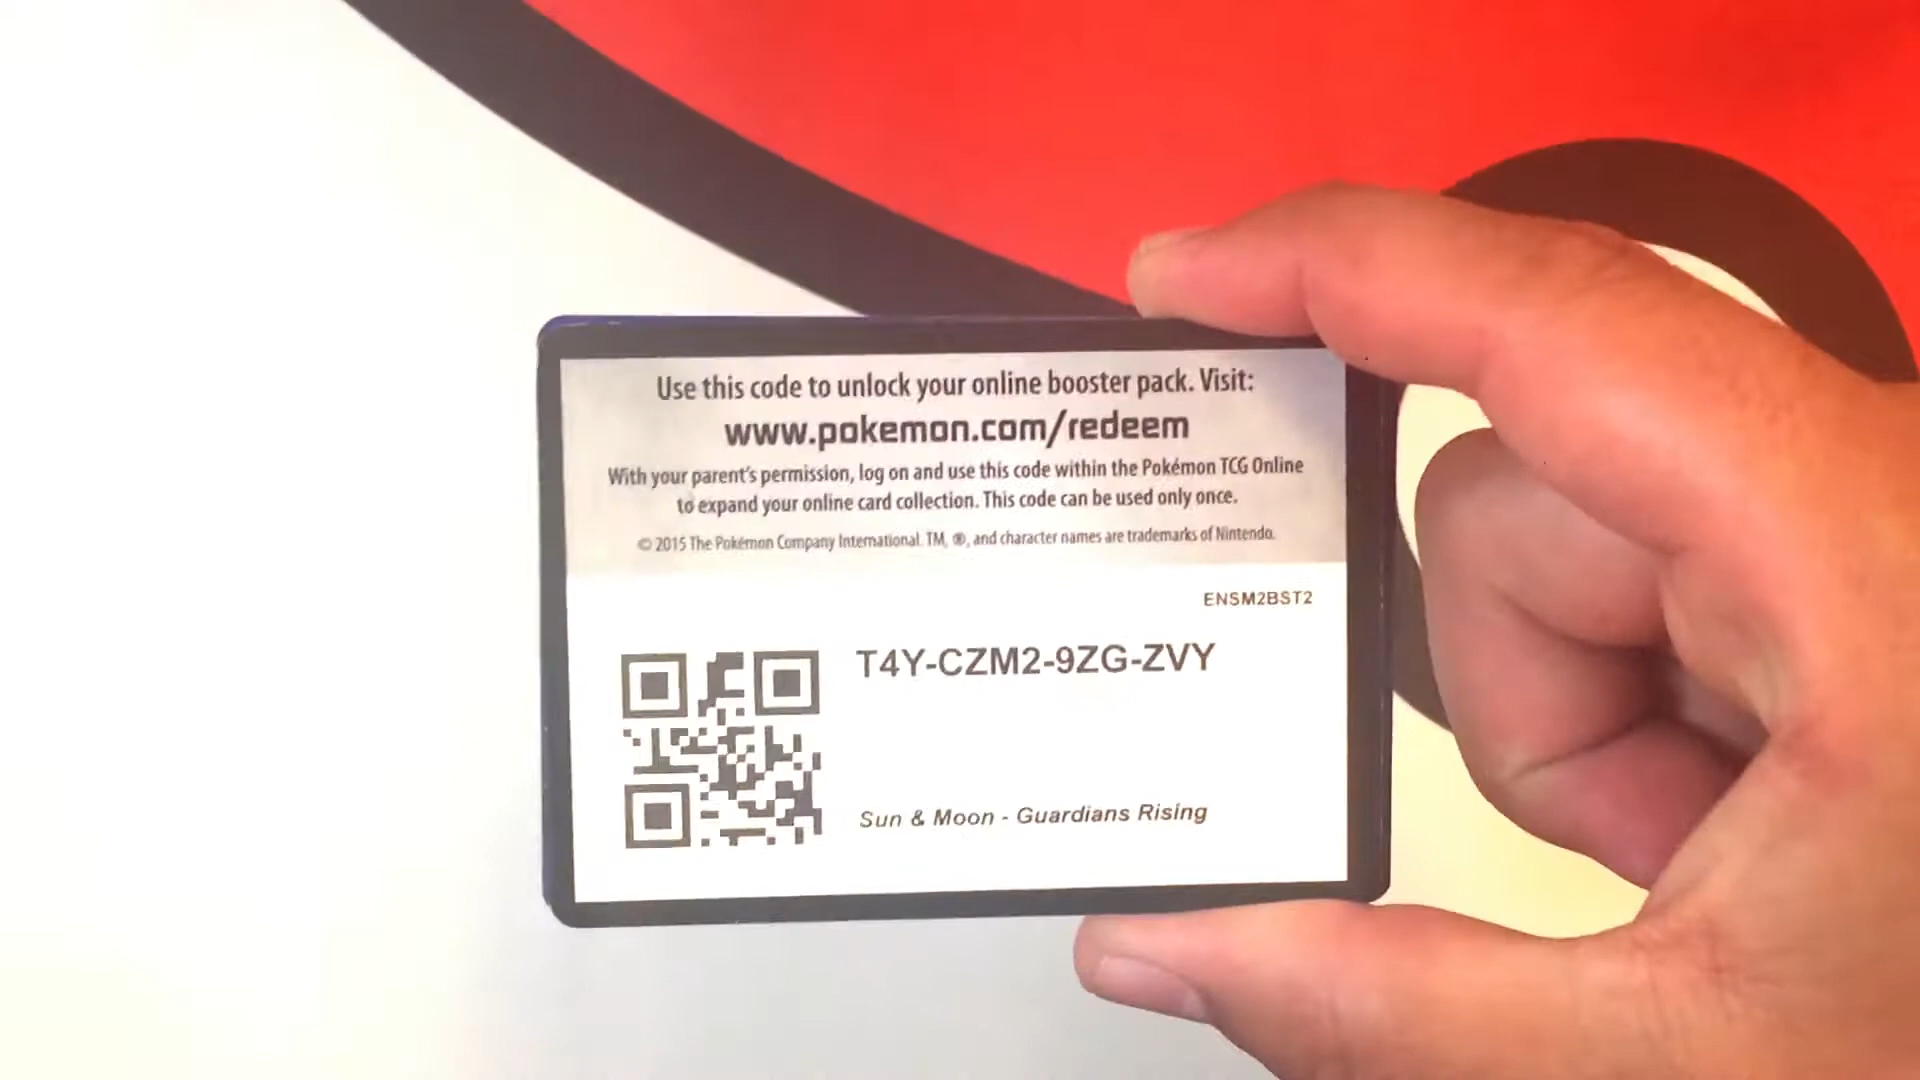 Use this code to unlock your online booster pack. Visit:
www.pokemon.com/redeem
With your parent's permission, log on and use this code within the Pokémon TCG Online
to expand your online card collection. This code can be used only once.
© 2015 The Pokémon Company International. TM, ®, and character names are trademarks of Nintendo.
ENSM2BST2
T4Y-CZM2-9ZG-ZVY
Sun & Moon - Guardians Rising